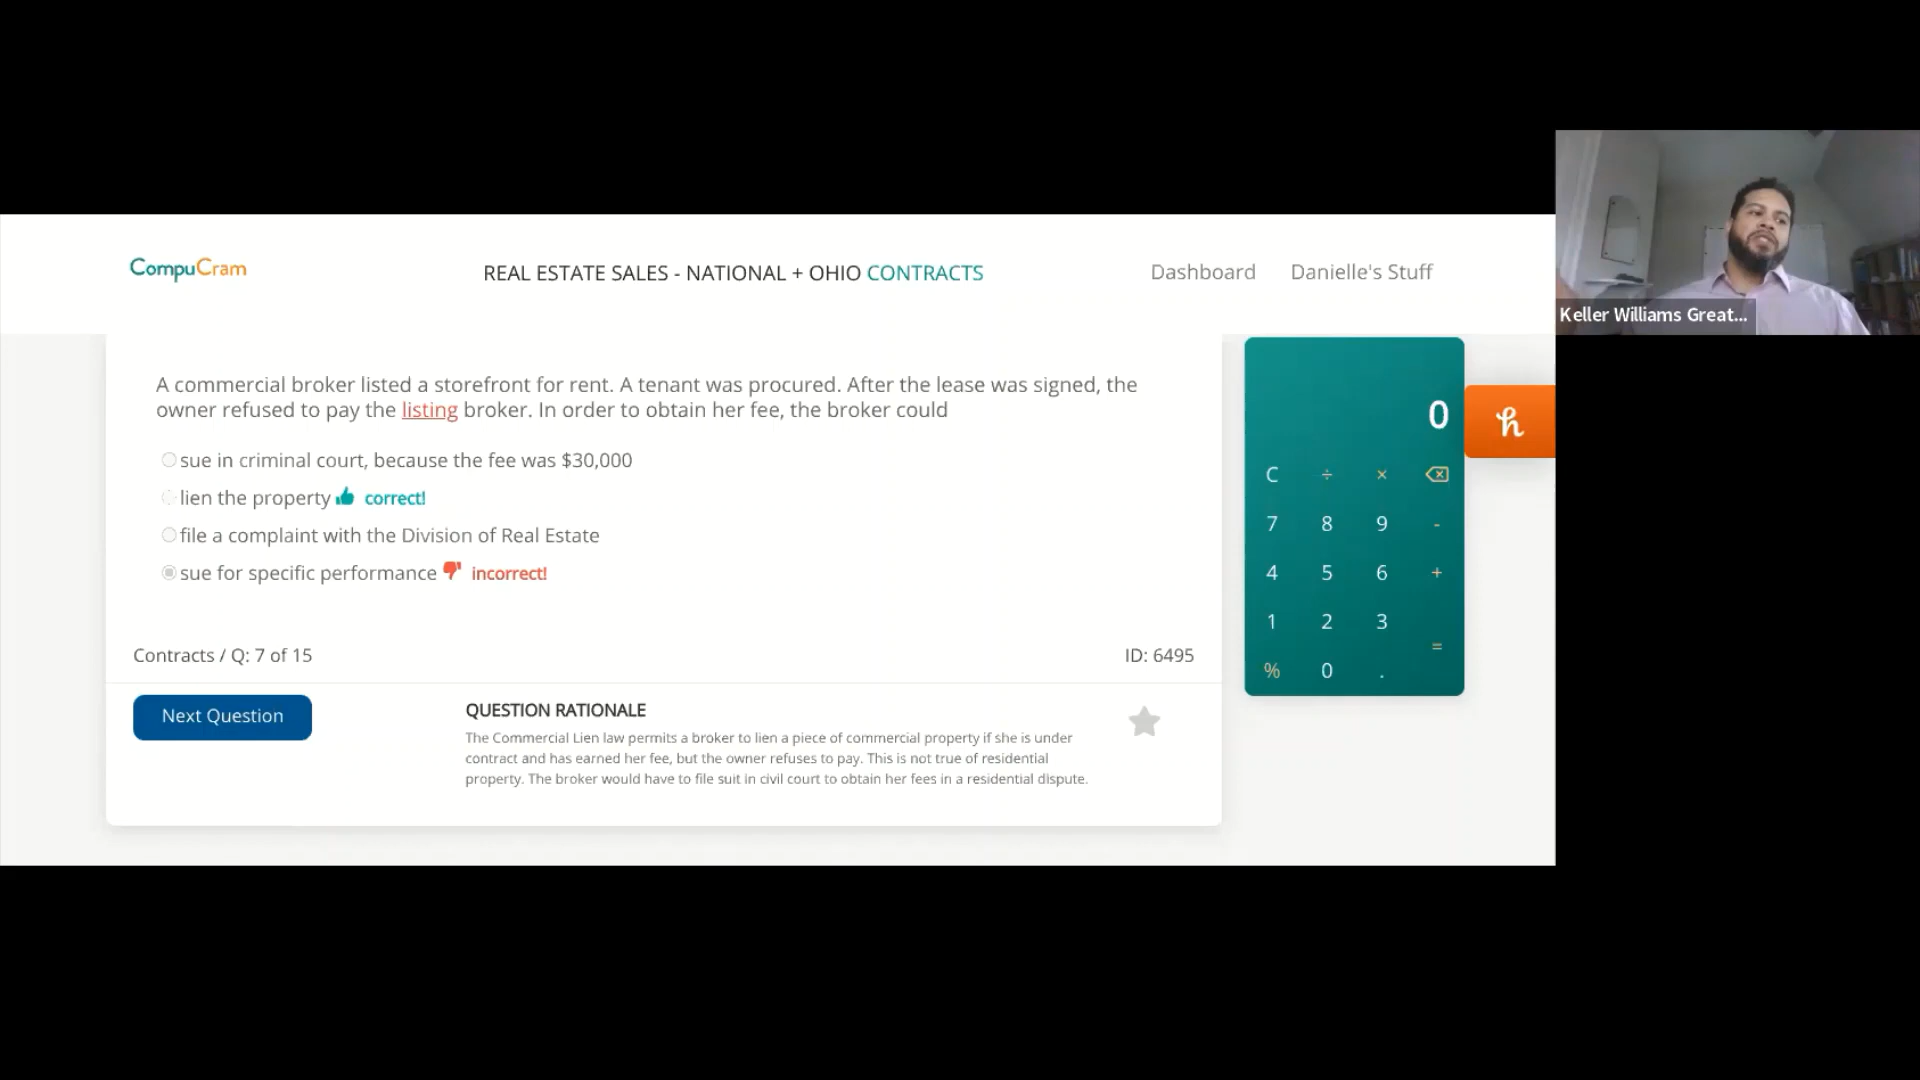 CompuCram
REAL ESTATE SALES - NATIONAL + OHIO CONTRACTS
Dashboard
Danielle's Stuff
Keller Williams Great...
A commercial broker listed a storefront for rent. A tenant was procured. After the lease was signed, the
owner refused to pay the listing broker. In order to obtain her fee, the broker could
sue in criminal court, because the fee was $30,000
lien the property correct!
file a complaint with the Division of Real Estate
sue for specific performance incorrect!
Contracts / Q: 7 of 15
ID: 6495
Next Question
QUESTION RATIONALE
The Commercial Lien law permits a broker to lien a piece of commercial property if she is under
contract and has earned her fee, but the owner refuses to pay. This is not true of residential
property. The broker would have to file suit in civil court to obtain her fees in a residential dispute.
0
C ÷ ×
7 8 9 -
4 5 6 +
1 2 3
=
% 0 .
h